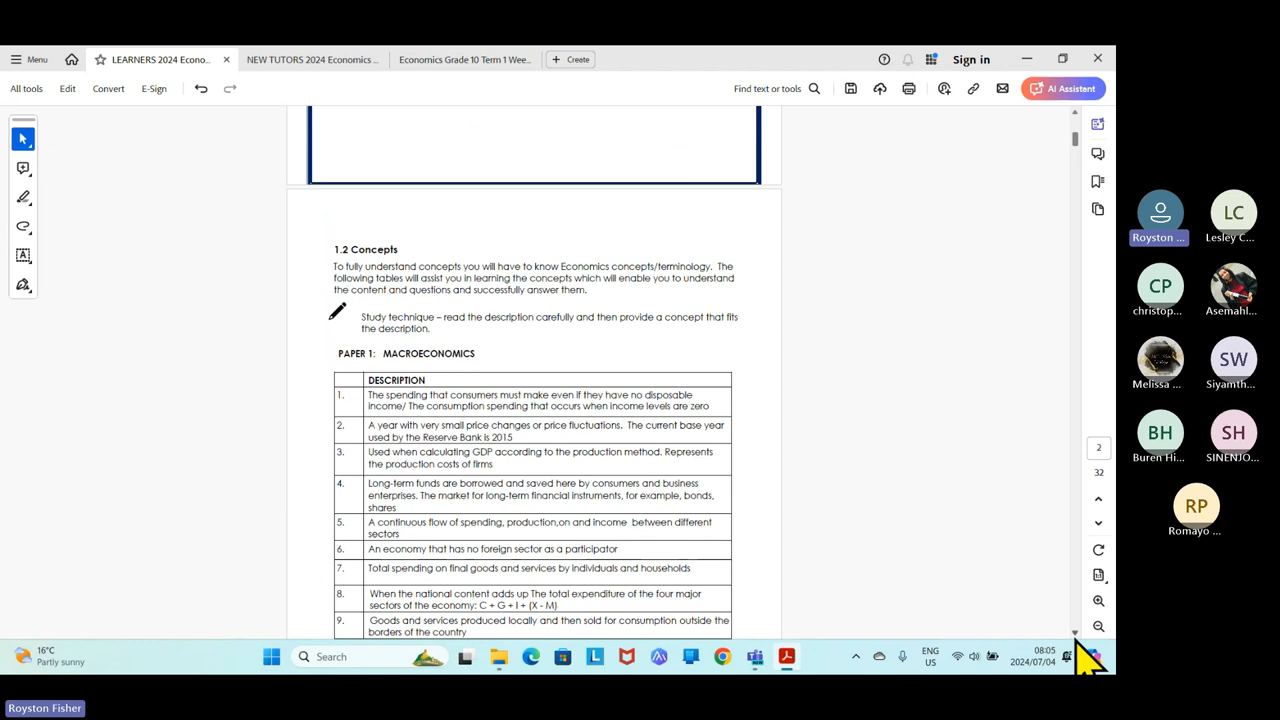 Menu
LEARNERS 2024 Econo...
NEW TUTORS 2024 Economics ...
Economics Grade 10 Term 1 Wee...
Create
Sign in
All tools
Edit
Convert
E-Sign
Find text or tools
AI Assistant
1.2 Concepts
To fully understand concepts you will have to know Economics concepts/terminology. The
following tables will assist you in learning the concepts which will enable you to understand
the content and questions and successfully answer them.
Study technique – read the description carefully and then provide a concept that fits
the description.
PAPER 1: MACROECONOMICS
DESCRIPTION
1. The spending that consumers must make even if they have no disposable
income/ The consumption spending that occurs when income levels are zero
2. A year with very small price changes or price fluctuations. The current base year
used by the Reserve Bank is 2015
3. Used when calculating GDP according to the production method. Represents
the production costs of firms
4. Long-term funds are borrowed and saved here by consumers and business
enterprises. The market for long-term financial instruments, for example, bonds,
shares
5. A continuous flow of spending, production,on and income between different
sectors
6. An economy that has no foreign sector as a participator
7. Total spending on final goods and services by individuals and households
8. When the national content adds up The total expenditure of the four major
sectors of the economy: C + G + I + (X - M)
9. Goods and services produced locally and then sold for consumption outside the
borders of the country
2
32
Royston ...
LC
Lesley C...
CP
christop...
Asemahl...
Melissa ...
SW
Siyamth...
BH
Buren Hi...
SH
SINENJO...
RP
Romayo ...
16°C
Partly sunny
Search
ENG
US
08:05
2024/07/04
Royston Fisher